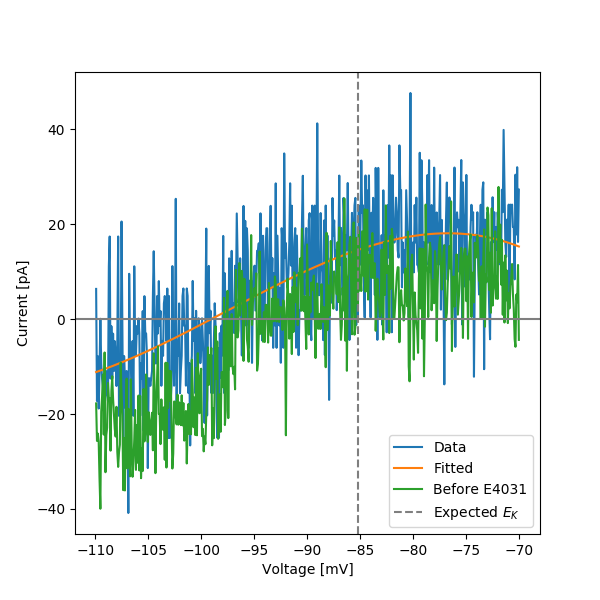 40
20
0
−20
−40
Current [pA]
Data
Fitted
Before E4031
Expected E_K
−110 −105 −100 −95 −90 −85 −80 −75 −70
Voltage [mV]